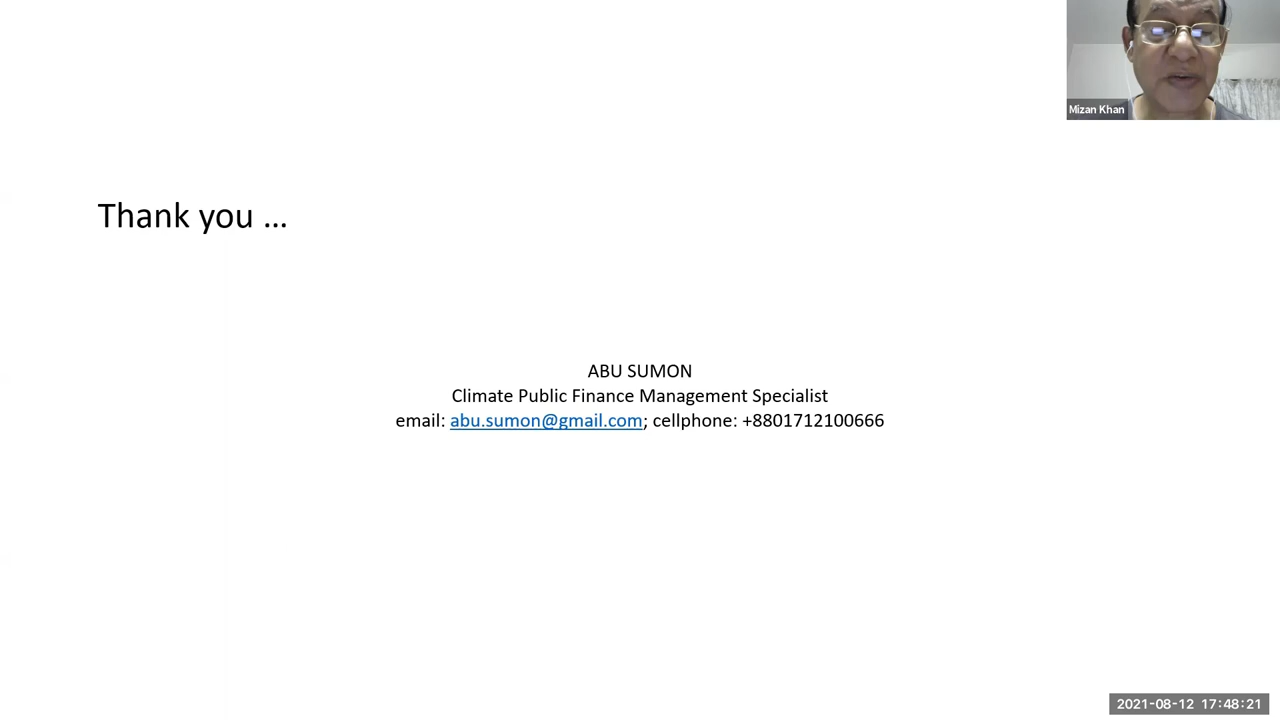 Mizan Khan
Thank you ...
ABU SUMON
Climate Public Finance Management Specialist
email: abu.sumon@gmail.com; cellphone: +8801712100666
2021-08-12 17:48:21